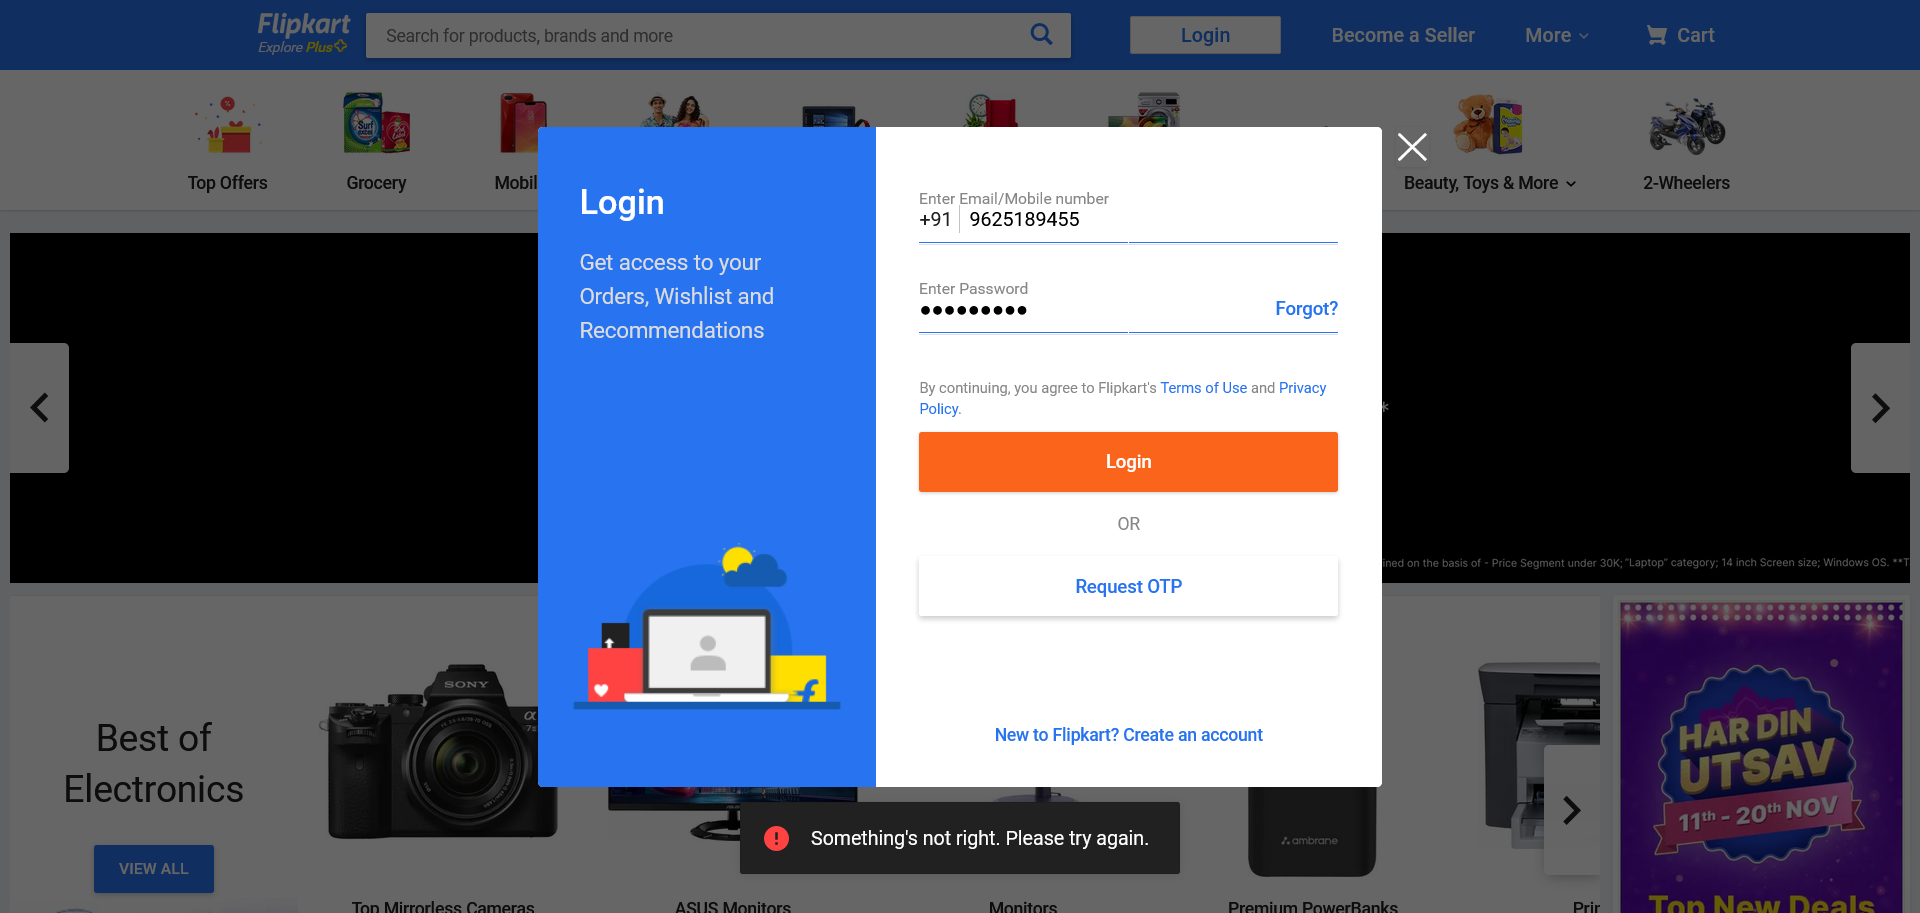 Flipkart
Explore Plus
Search for products, brands and more
Login
Become a Seller
More
Cart
Top Offers
Grocery
Mobil
Beauty, Toys & More
2-Wheelers
Login
Get access to your
Orders, Wishlist and
Recommendations
Enter Email/Mobile number
+91 9625189455
Enter Password
Forgot?
By continuing, you agree to Flipkart's Terms of Use and Privacy
Policy.
Login
OR
Request OTP
New to Flipkart? Create an account
*
ined on the basis of - Price Segment under 30K; "Laptop" category; 14 inch Screen size; Windows OS. **T
Best of
Electronics
VIEW ALL
SONY
ambrane
HAR DIN
UTSAV
11th - 20th NOV
Top New Deals
Something's not right. Please try again.
Top Mirrorless Cameras
ASUS Monitors
Monitors
Premium PowerBanks
Prir